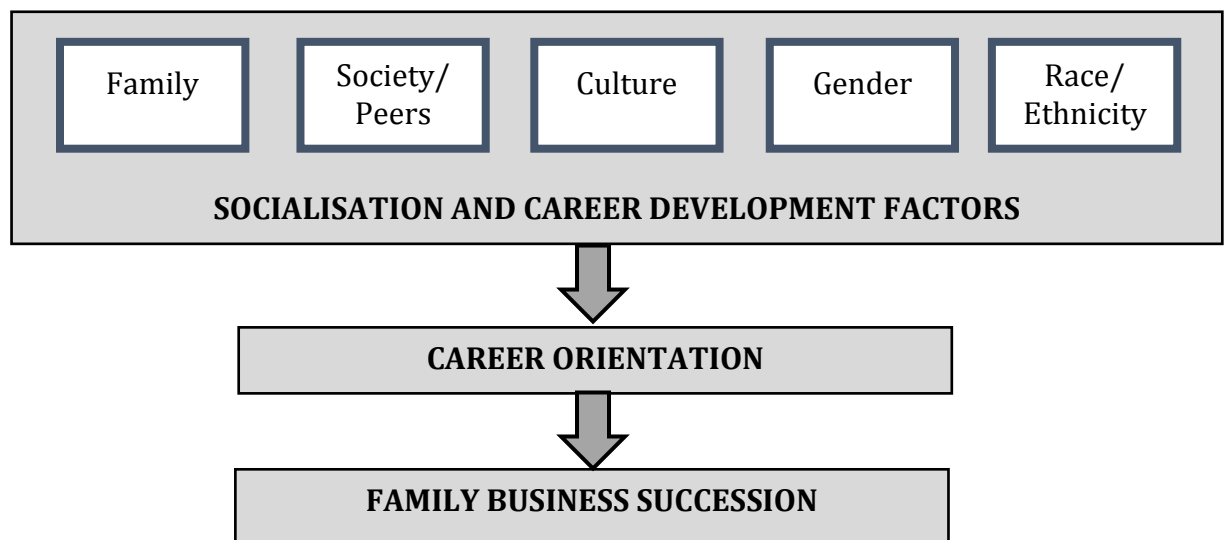 Family
Society/
Peers
Culture
Gender
Race/
Ethnicity
SOCIALISATION AND CAREER DEVELOPMENT FACTORS
CAREER ORIENTATION
FAMILY BUSINESS SUCCESSION